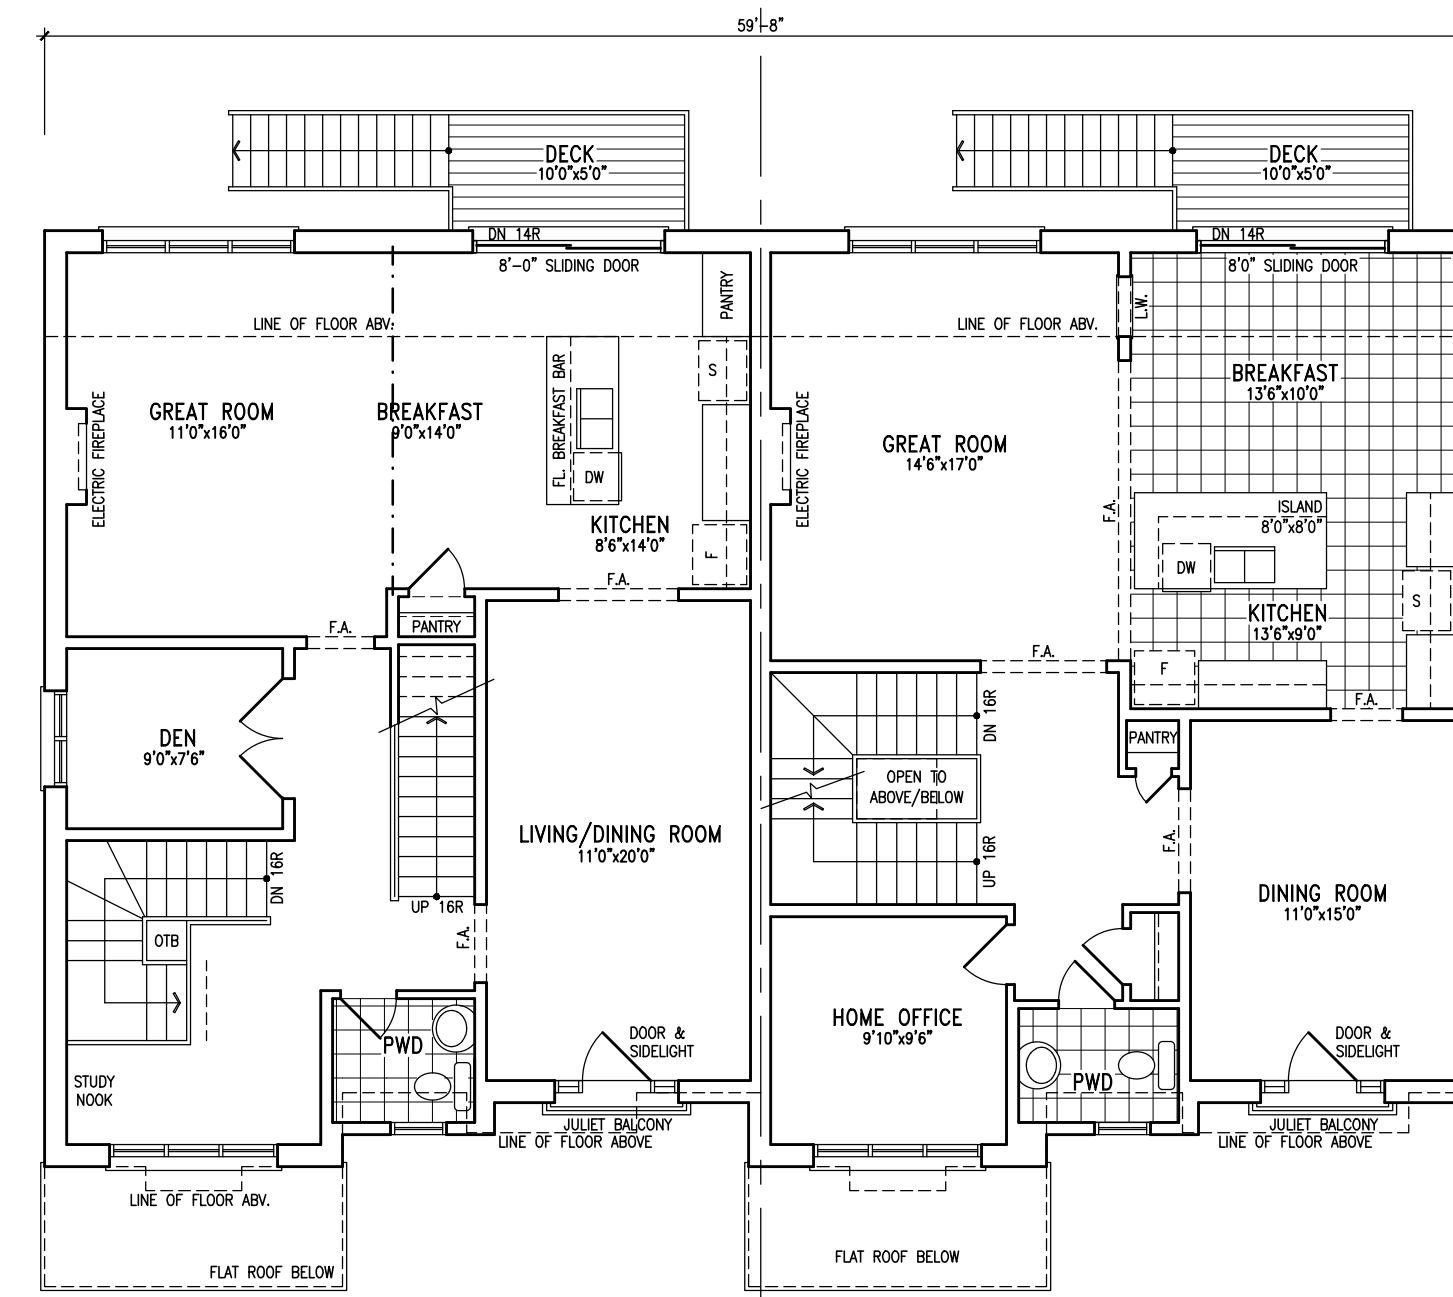 59'-8"
DECK
10'0"x5'0"
DECK
10'0"x5'0"
DN 14R
8'-0" SLIDING DOOR
DN 14R
8'0" SLIDING DOOR
PANTRY
L.W.
LINE OF FLOOR ABV.
LINE OF FLOOR ABV.
S
FL. BREAKFAST BAR
BREAKFAST
13'6"x10'0"
ELECTRIC FIREPLACE
GREAT ROOM
11'0"x16'0"
BREAKFAST
9'0"x14'0"
ELECTRIC FIREPLACE
GREAT ROOM
14'6"x17'0"
DW
F.A.
ISLAND
8'0"x8'0"
KITCHEN
8'6"x14'0"
F
DW
F.A.
S
KITCHEN
13'6"x9'0"
PANTRY
F.A.
F.A.
F
F.A.
DN 16R
DEN
9'0"x7'6"
PANTRY
OPEN TO
ABOVE/BELOW
LIVING/DINING ROOM
11'0"x20'0"
F.A.
UP 16R
DN 16R
DINING ROOM
11'0"x15'0"
UP 16R
F.A.
OTB
HOME OFFICE
9'10"x9'6"
DOOR &
SIDELIGHT
DOOR &
SIDELIGHT
PWD
STUDY
NOOK
PWD
JULIET BALCONY
LINE OF FLOOR ABOVE
JULIET BALCONY
LINE OF FLOOR ABOVE
LINE OF FLOOR ABV.
FLAT ROOF BELOW
FLAT ROOF BELOW